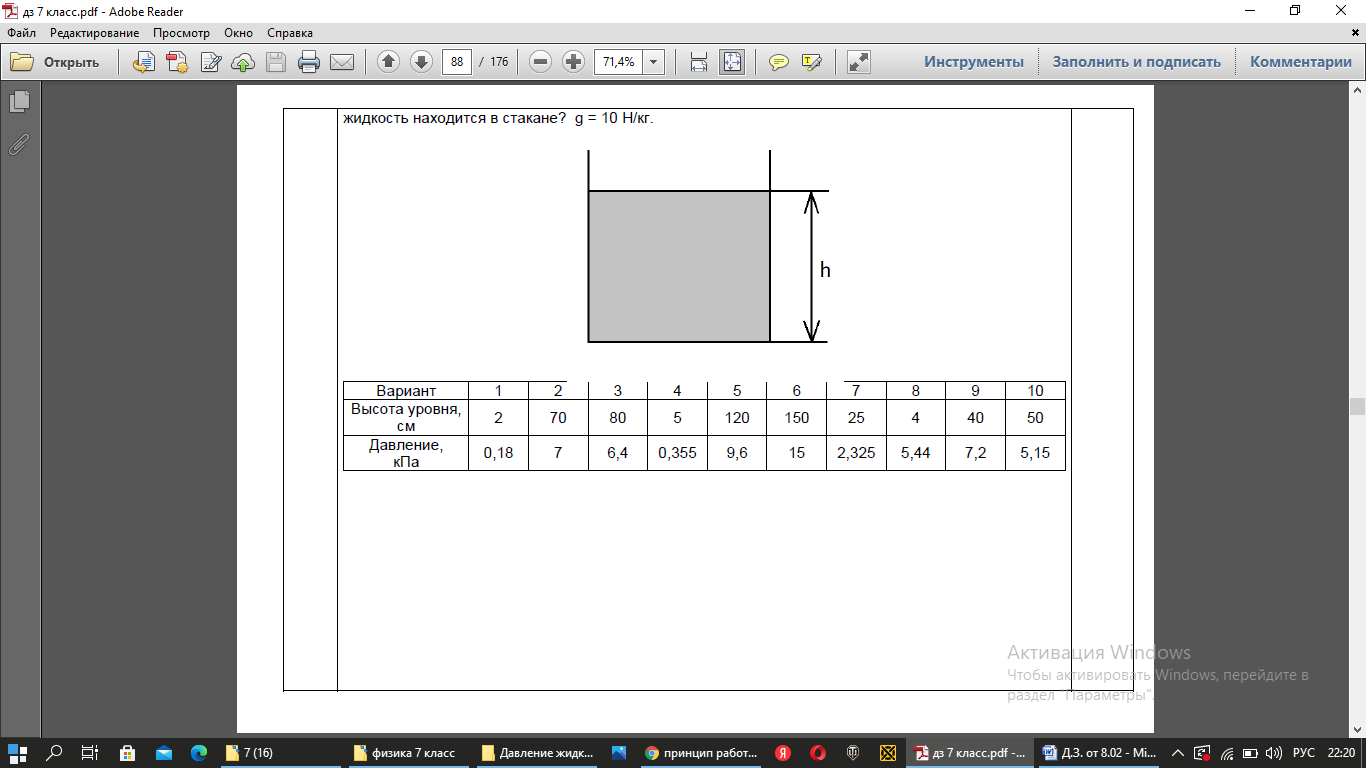 дз 7 класс.pdf - Adobe Reader
Файл Редактирование Просмотр Окно Справка
Открыть 88 / 176 71,4% Инструменты Заполнить и подписать Комментарии
жидкость находится в стакане? g = 10 Н/кг.
h
Вариант 1 2 3 4 5 6 7 8 9 10
Высота уровня, см 2 70 80 5 120 150 25 4 40 50
Давление, кПа 0,18 7 6,4 0,355 9,6 15 2,325 5,44 7,2 5,15
Активация Windows
Чтобы активировать Windows, перейдите в
раздел "Параметры".
7 (16) физика 7 класс Давление жидк... принцип работ... дз 7 класс.pdf -... Д.З. от 8.02 - Mi... РУС 22:20